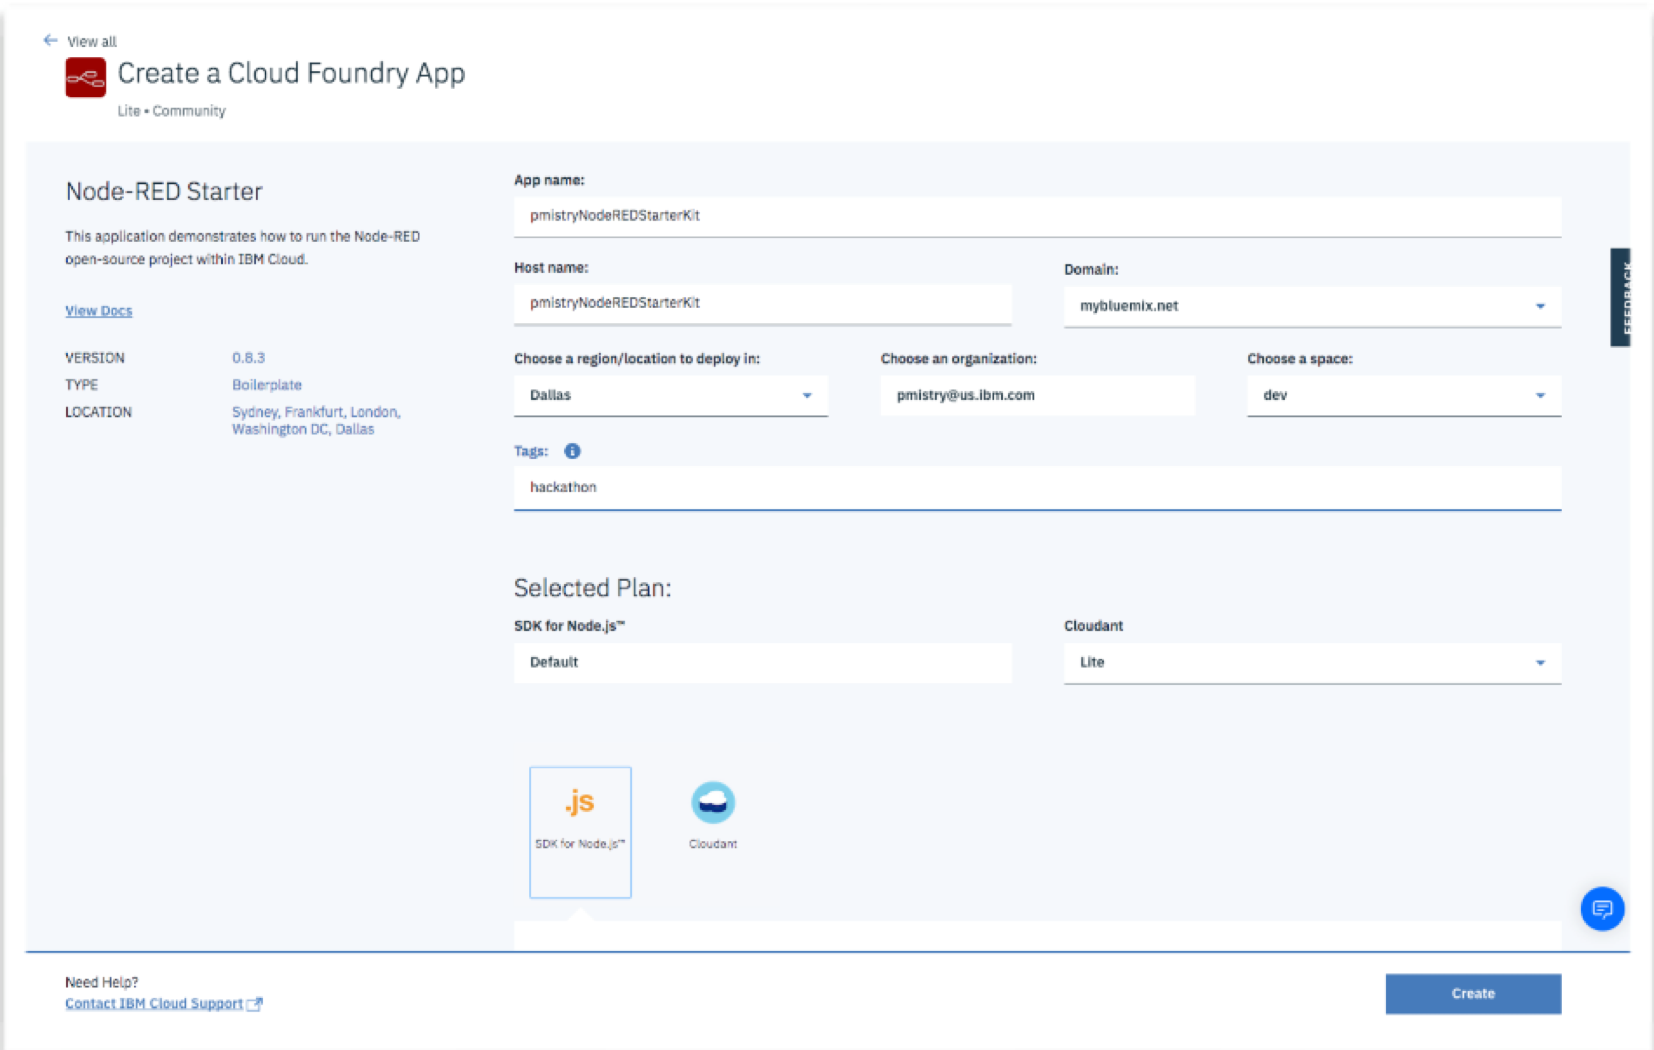 View all
Create a Cloud Foundry App
Lite • Community
Node-RED Starter
This application demonstrates how to run the Node-RED
open-source project within IBM Cloud.
View Docs
VERSION 0.8.3
TYPE Boilerplate
LOCATION Sydney, Frankfurt, London,
Washington DC, Dallas
App name:
pmistryNodeREDStarterKit
Host name:
pmistryNodeREDStarterKit
Domain:
mybluemix.net
Choose a region/location to deploy in:
Dallas
Choose an organization:
pmistry@us.ibm.com
Choose a space:
dev
Tags:
hackathon
Selected Plan:
SDK for Node.js™
Default
Cloudant
Lite
.js
SDK for Node.js™
Cloudant
FEEDBACK
Need Help?
Contact IBM Cloud Support
Create